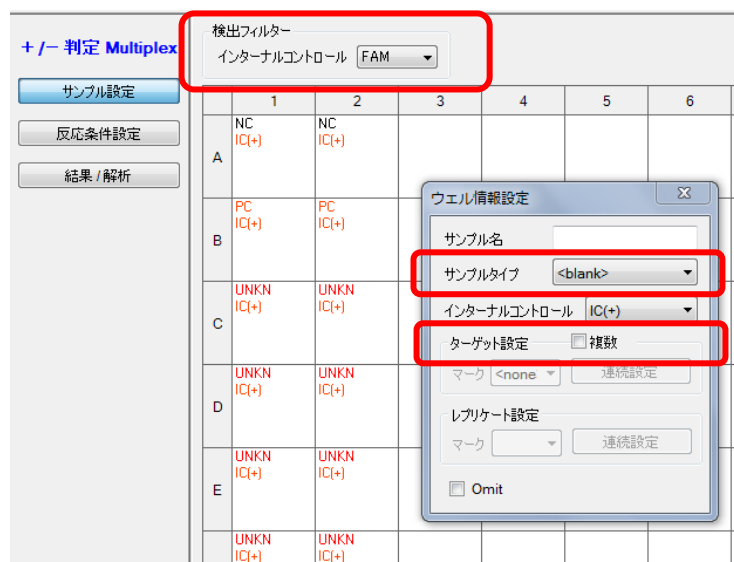 +/- 判定 Multiplex
サンプル設定
反応条件設定
結果 / 解析
検出フィルター
インターナルコントロール FAM
1 2 3 4 5 6
A
NC NC
IC(+) IC(+)
B
PC PC
IC(+) IC(+)
C
UNKN UNKN
IC(+) IC(+)
D
UNKN UNKN
IC(+) IC(+)
E
UNKN UNKN
IC(+) IC(+)
UNKN UNKN
IC(+) IC(+)
ウェル情報設定
サンプル名
サンプルタイプ <blank>
インターナルコントロール IC(+)
ターゲット設定 複数
マーク <none 連続設定
レプリケート設定
マーク 連続設定
Omit